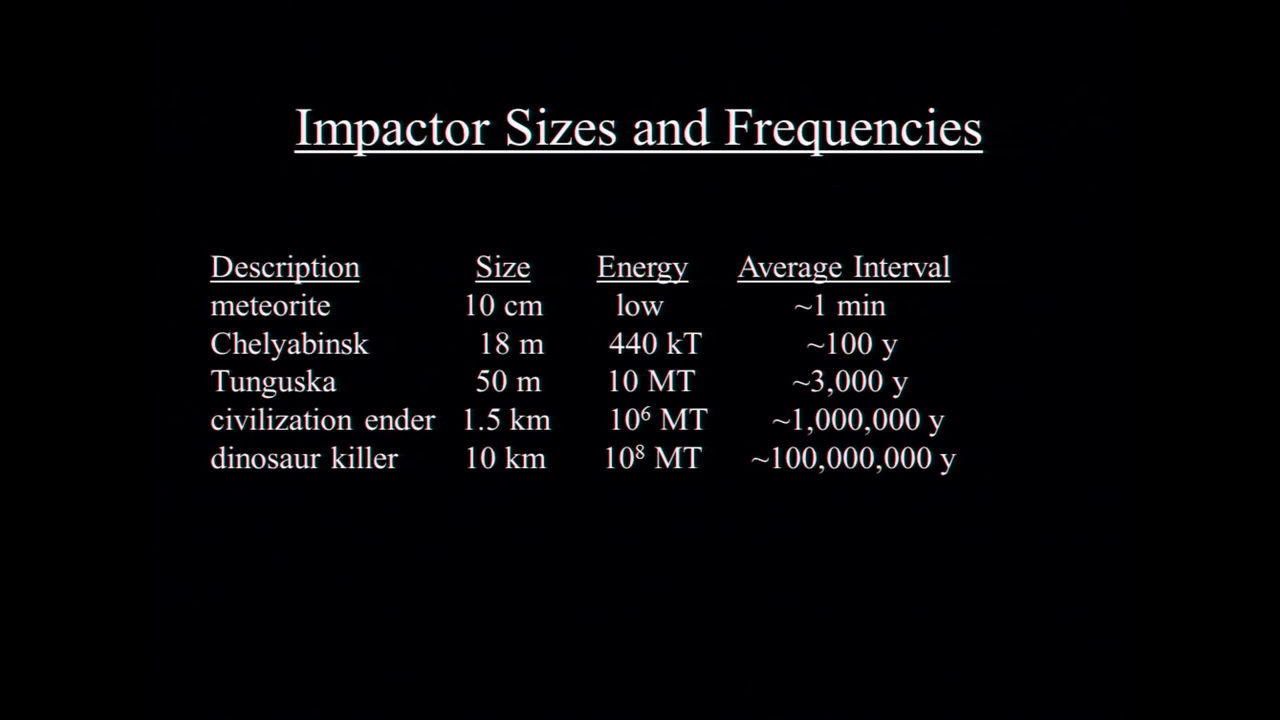 Impactor Sizes and Frequencies
Description Size Energy Average Interval
meteorite 10 cm low ~1 min
Chelyabinsk 18 m 440 kT ~100 y
Tunguska 50 m 10 MT ~3,000 y
civilization ender 1.5 km 10⁶ MT ~1,000,000 y
dinosaur killer 10 km 10⁸ MT ~100,000,000 y